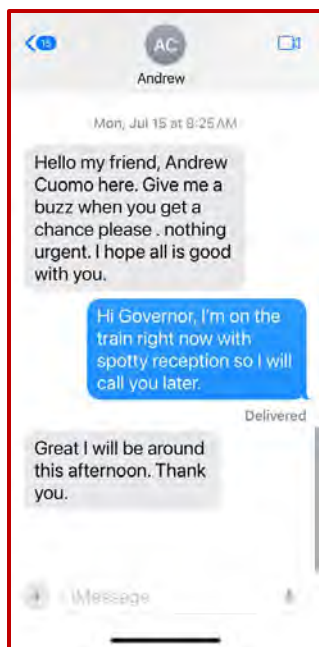 15
AC
Andrew
Mon, Jul 15 at 8:25 AM
Hello my friend, Andrew
Cuomo here. Give me a
buzz when you get a
chance please . nothing
urgent. I hope all is good
with you.
Hi Governor, I'm on the
train right now with
spotty reception so I will
call you later.
Delivered
Great I will be around
this afternoon. Thank
you.
iMessage